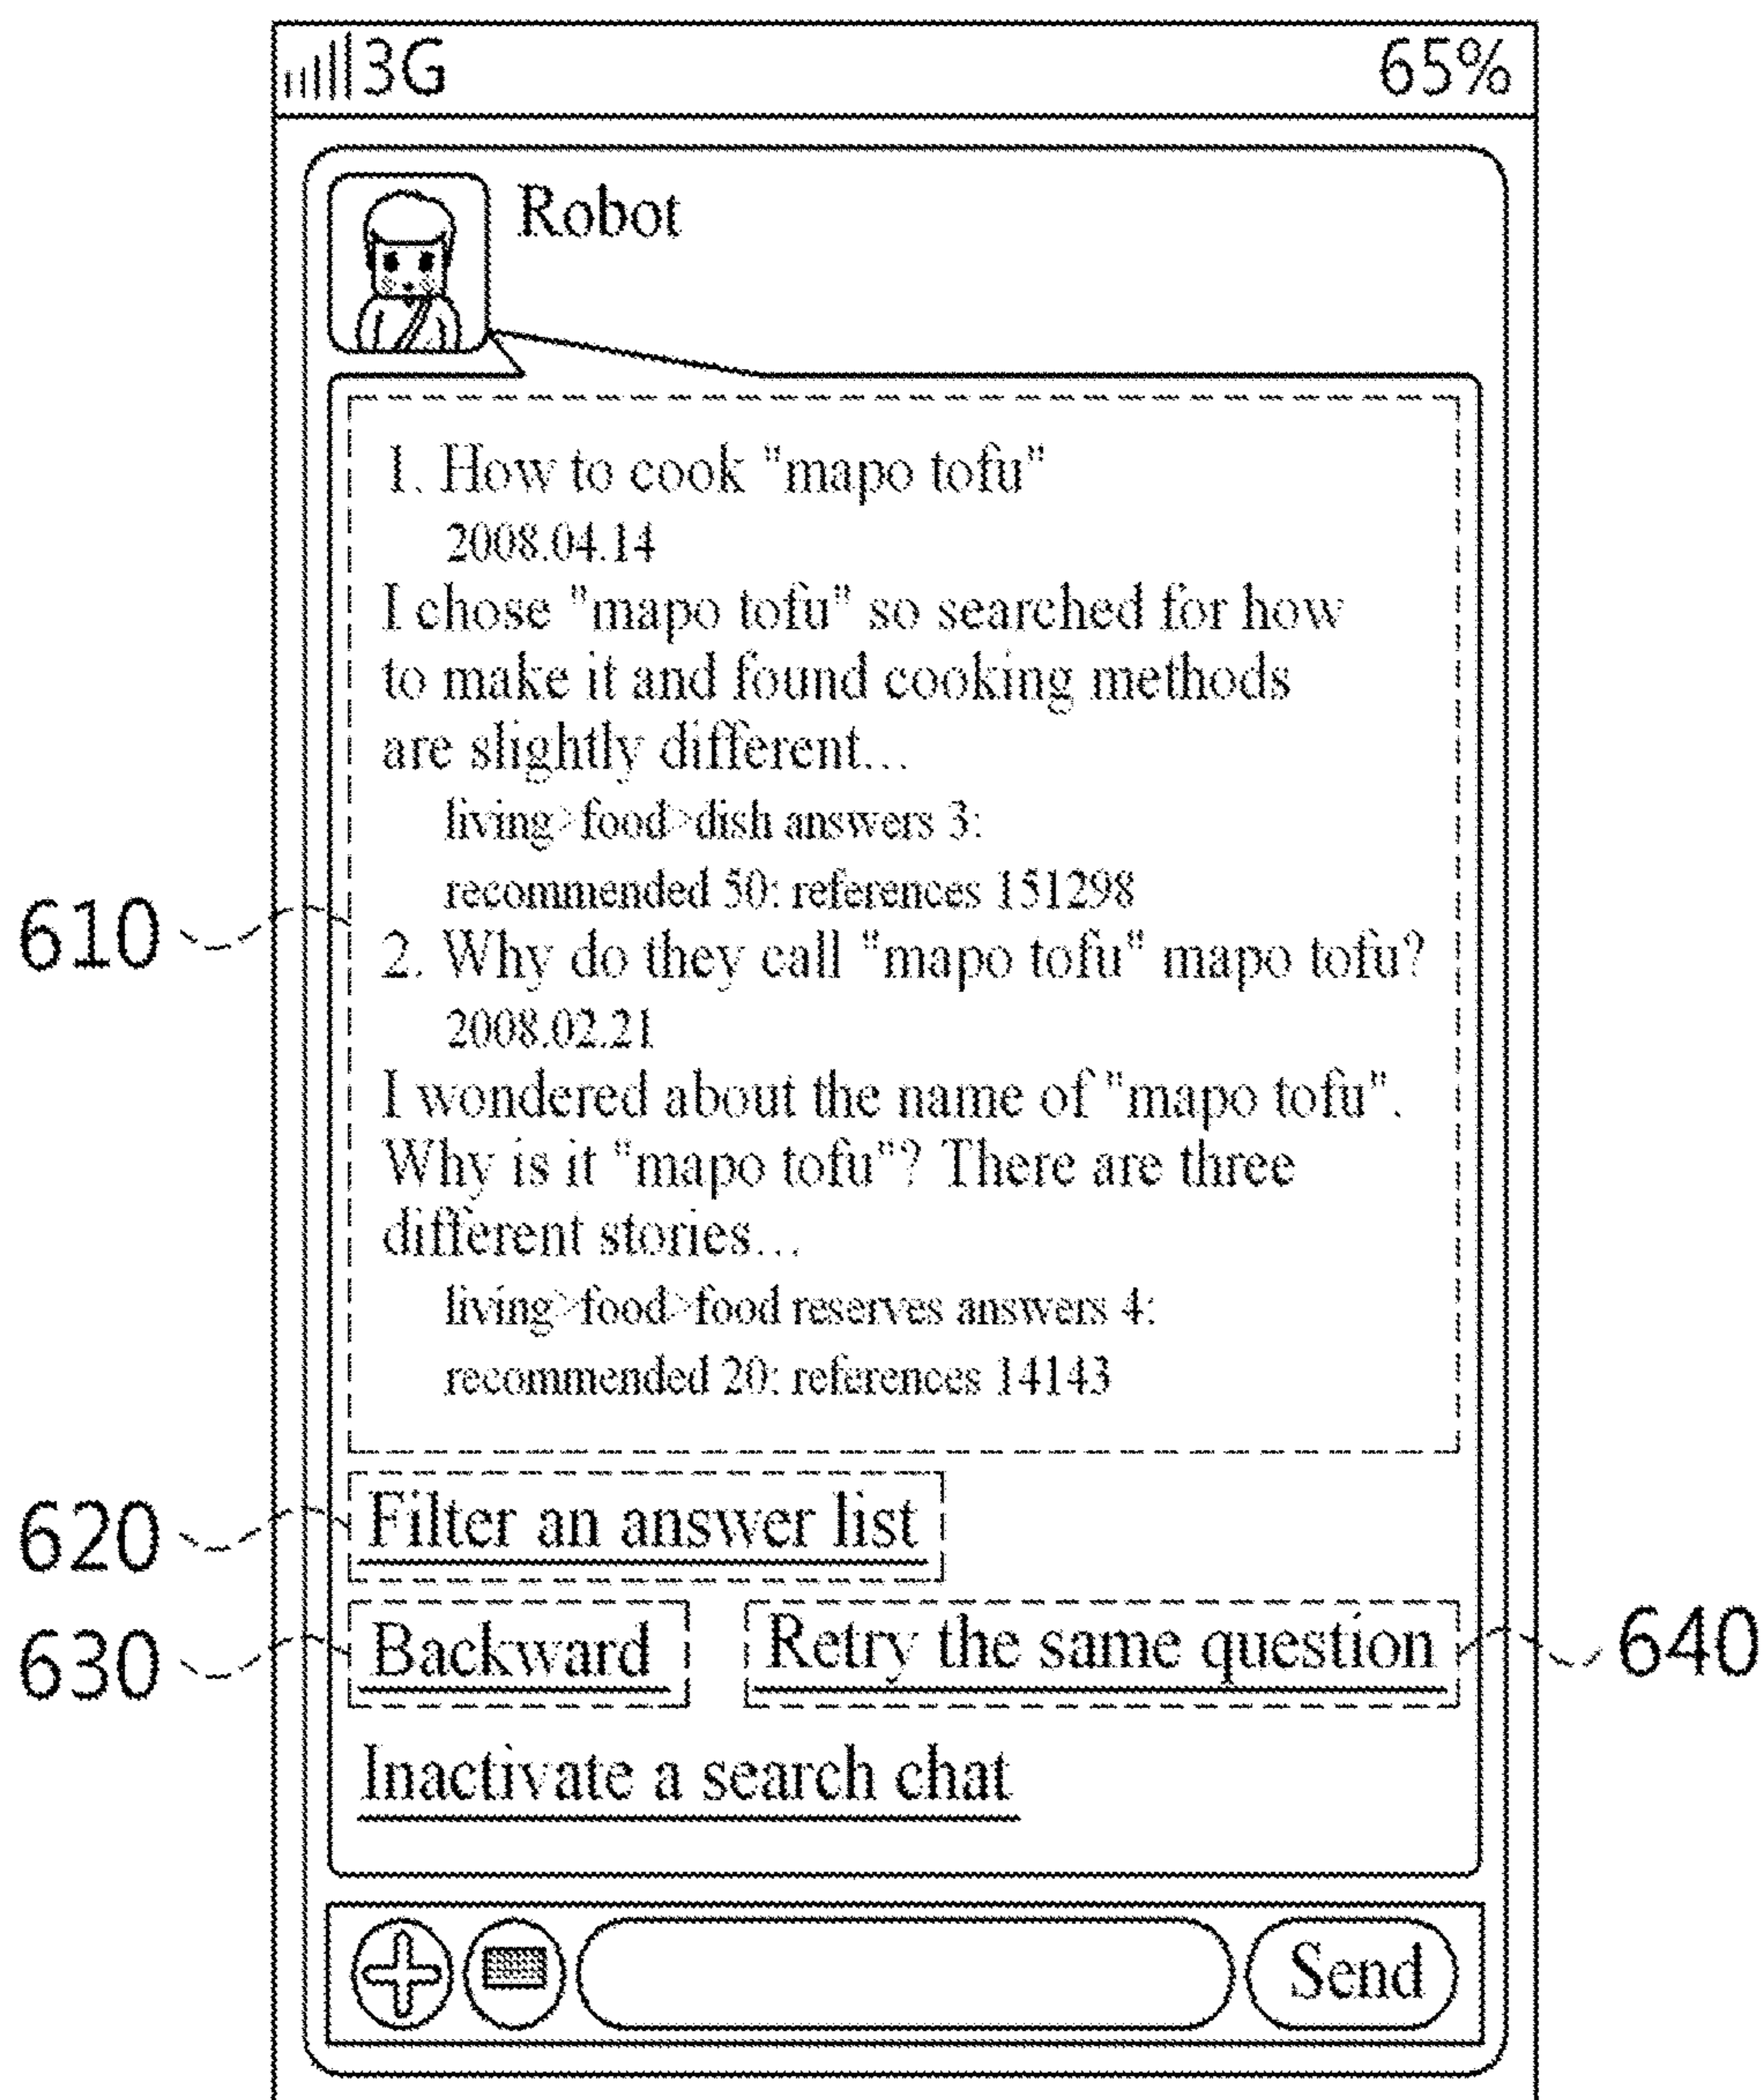 3G 65%
Robot
1. How to cook "mapo tofu"
2008.04.14
I chose "mapo tofu" so searched for how
to make it and found cooking methods
are slightly different...
living>food>dish answers 3:
recommended 50: references 151298
610
2. Why do they call "mapo tofu" mapo tofu?
2008.02.21
I wondered about the name of "mapo tofu".
Why is it "mapo tofu"? There are three
different stories...
living>food>food reserves answers 4:
recommended 20: references 14143
620 Filter an answer list
630 Backward Retry the same question 640
Inactivate a search chat
Send